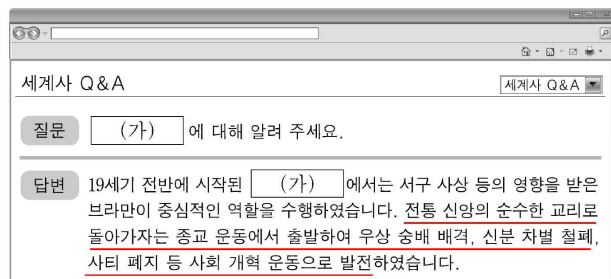 세계사 Q&A
세계사 Q&A
질문 (가) 에 대해 알려 주세요.
답변 19세기 전반에 시작된 (가) 에서는 서구 사상 등의 영향을 받은
브라만이 중심적인 역할을 수행하였습니다. 전통 신앙의 순수한 교리로
돌아가자는 종교 운동에서 출발하여 우상 숭배 배격, 신분 차별 철폐,
사티 폐지 등 사회 개혁 운동으로 발전하였습니다.